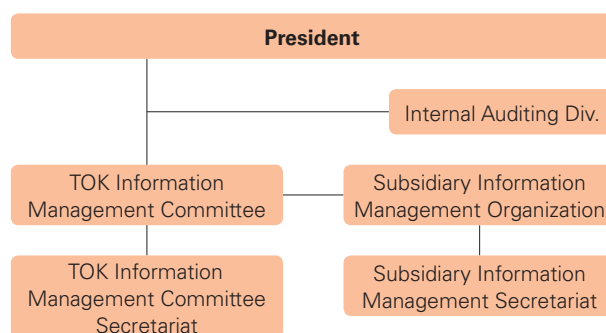 President
Internal Auditing Div.
TOK Information
Management Committee
Subsidiary Information
Management Organization
TOK Information
Management Committee
Secretariat
Subsidiary Information
Management Secretariat